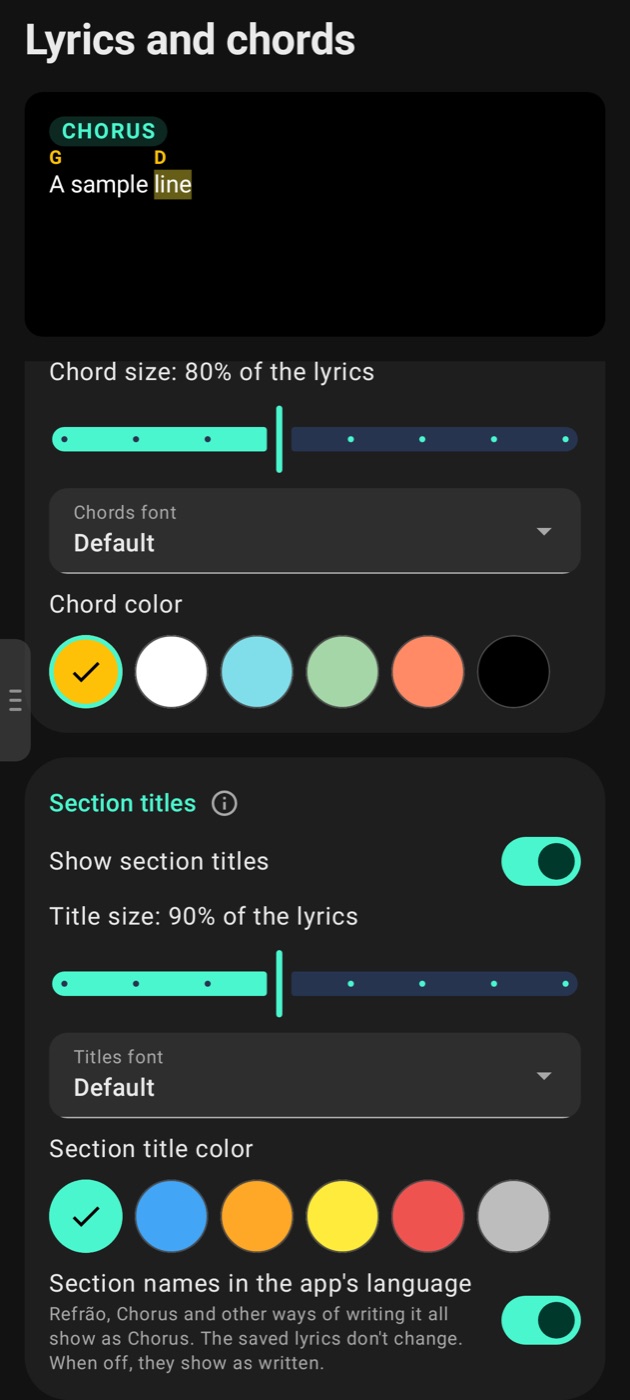 Lyrics and chords
CHORUS
G D
A sample line
Chord size: 80% of the lyrics
Chords font
Default
Chord color
Section titles
Show section titles
Title size: 90% of the lyrics
Titles font
Default
Section title color
Section names in the app's language
Refrão, Chorus and other ways of writing it all
show as Chorus. The saved lyrics don't change.
When off, they show as written.